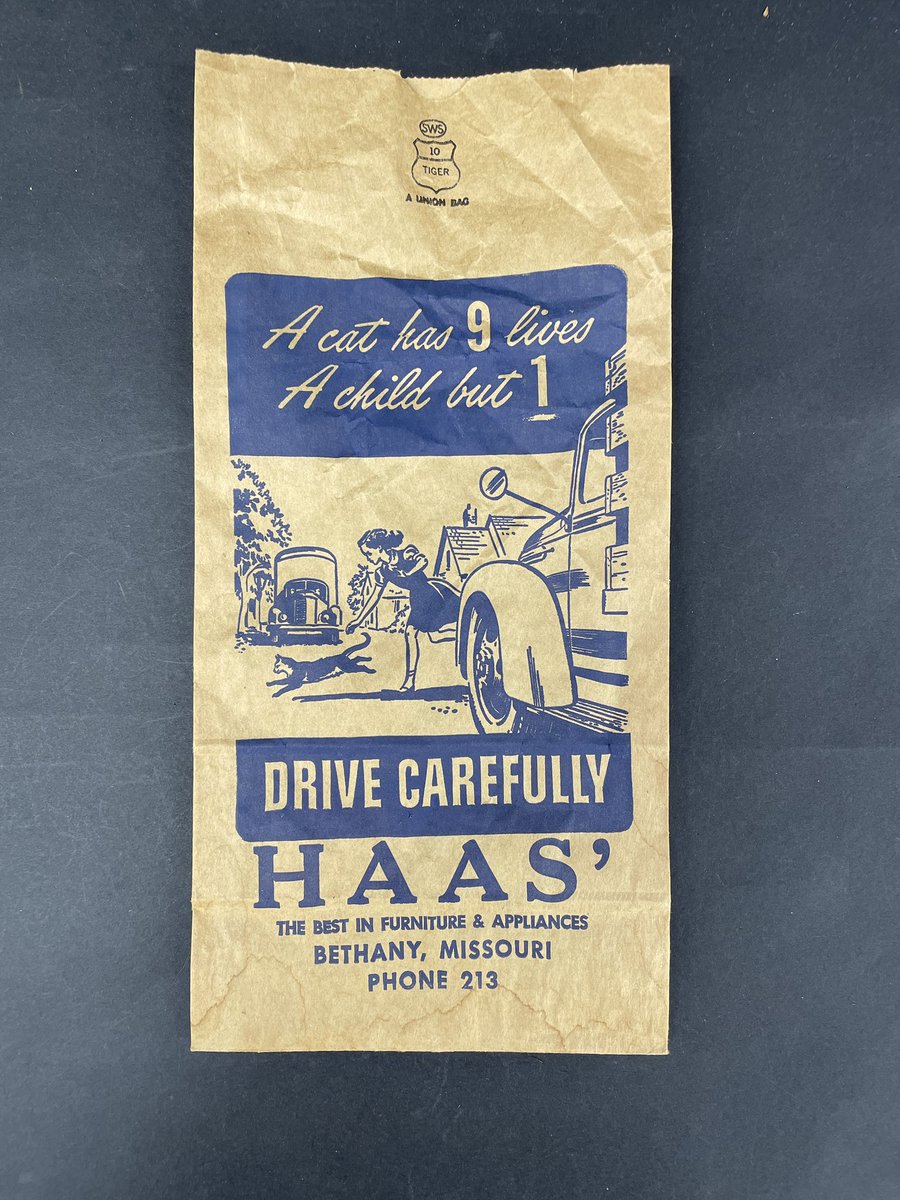 SWS
10
TIGER
A UNION BAG
A cat has 9 lives
A child but 1
DRIVE CAREFULLY
HAAS'
THE BEST IN FURNITURE & APPLIANCES
BETHANY, MISSOURI
PHONE 213